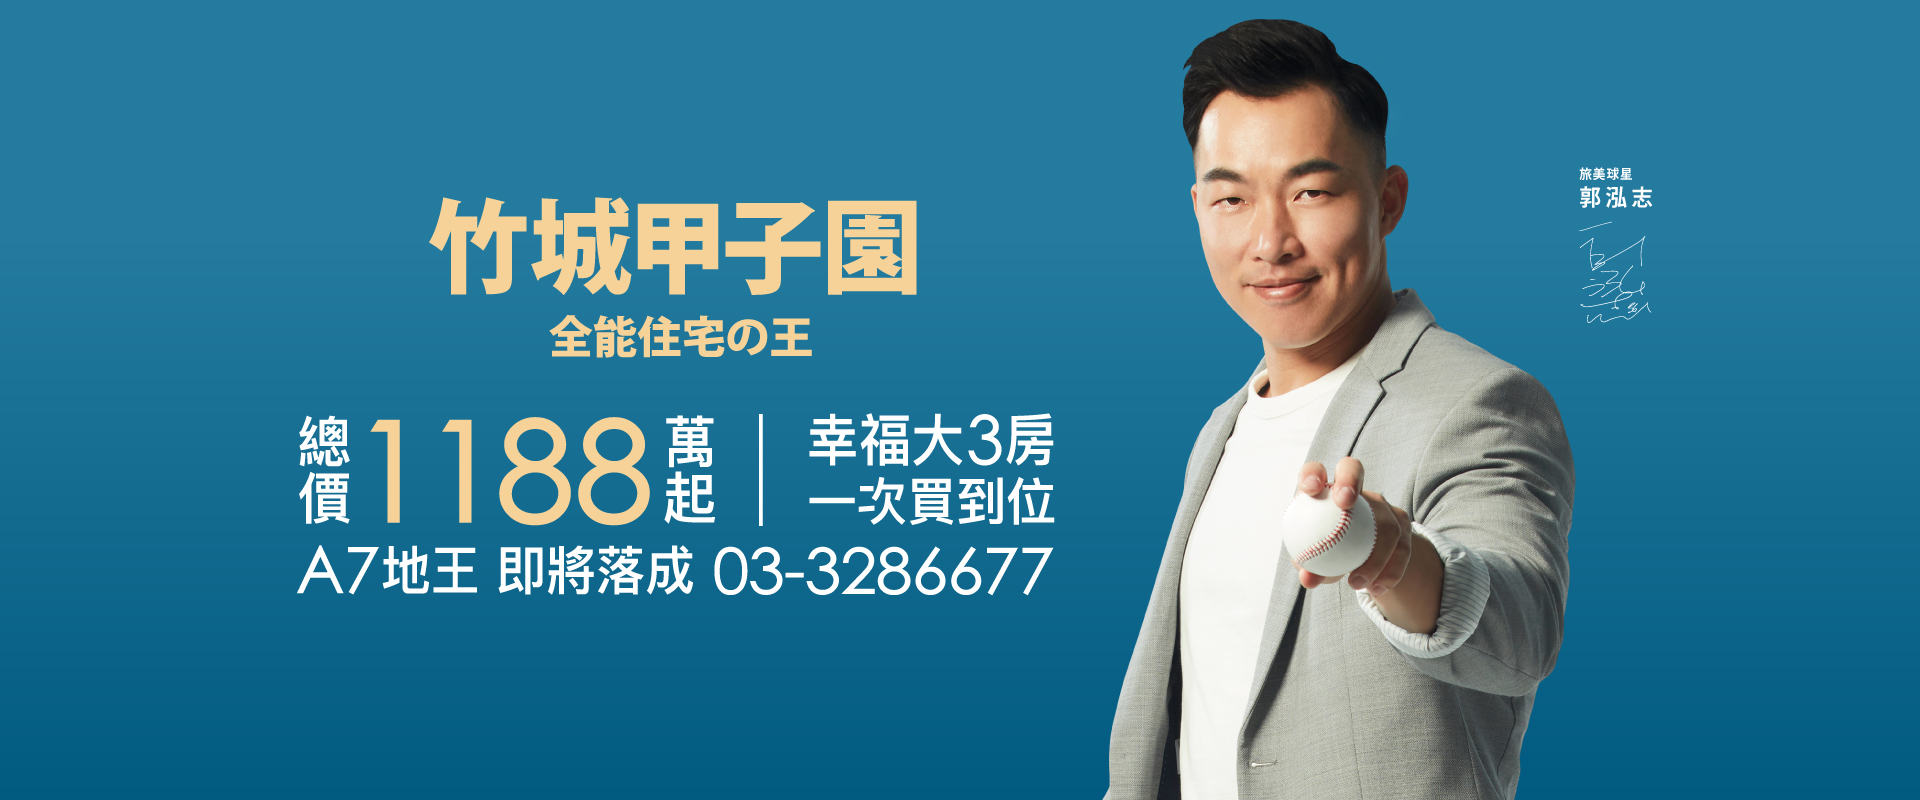 竹城甲子園
全能住宅の王
總價1188萬起
幸福大3房
一次買到位
A7地王 即將落成 03-3286677
旅美球星
郭泓志